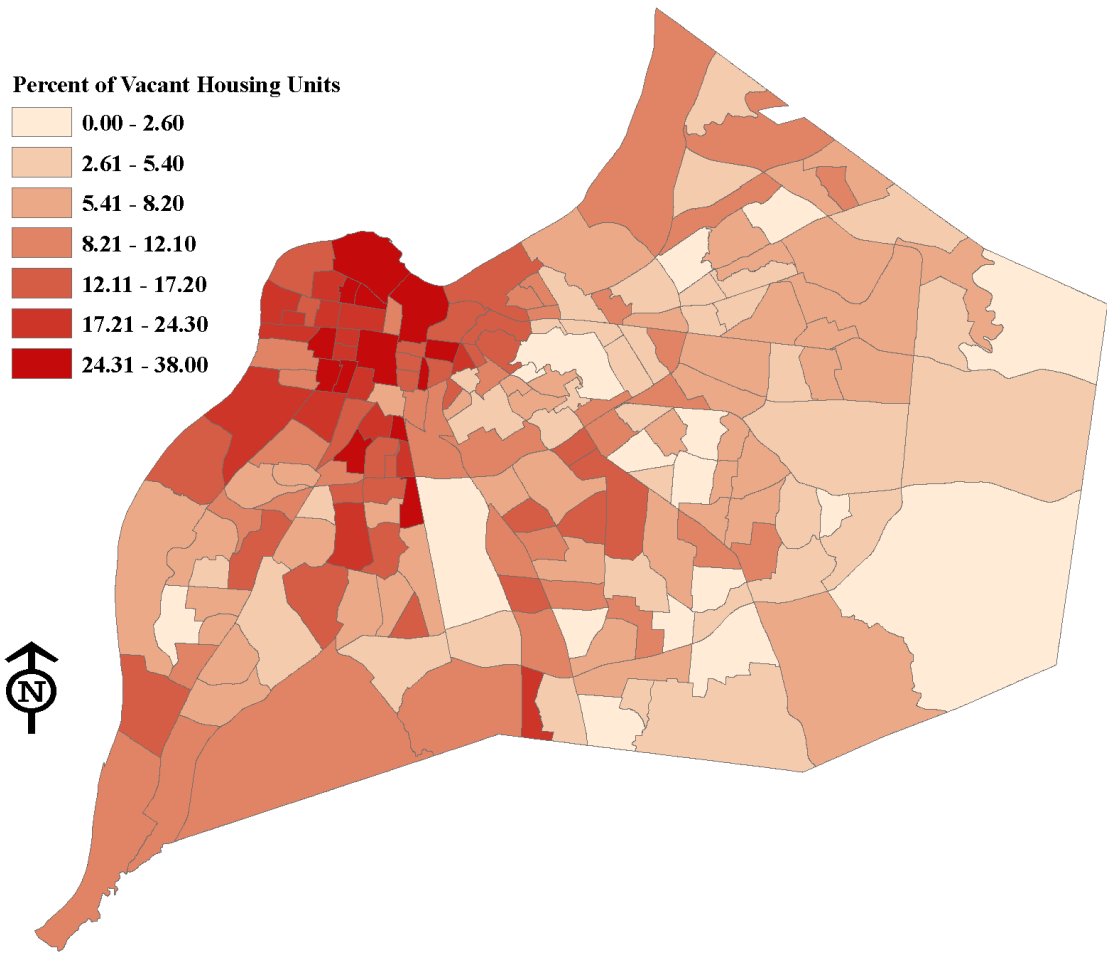 Percent of Vacant Housing Units
0.00 - 2.60
2.61 - 5.40
5.41 - 8.20
8.21 - 12.10
12.11 - 17.20
17.21 - 24.30
24.31 - 38.00
N